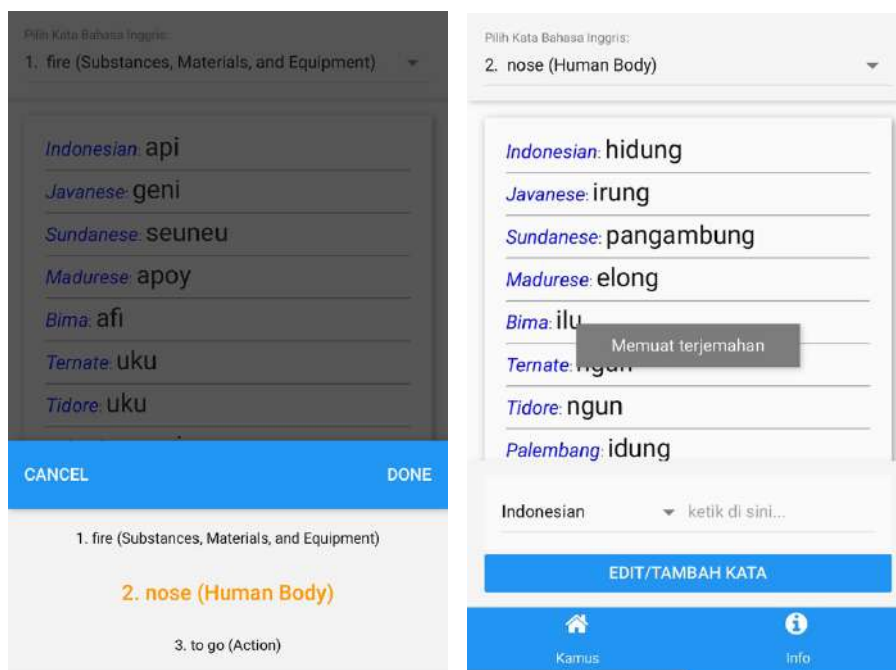 Pilih Kata Bahasa Inggris:
1. fire (Substances, Materials, and Equipment)
Indonesian: api
Javanese: geni
Sundanese: seuneu
Madurese: apoy
Bima: afi
Ternate: uku
Tidore: uku
CANCEL DONE
1. fire (Substances, Materials, and Equipment)
2. nose (Human Body)
3. to go (Action)
Pilih Kata Bahasa Inggris:
2. nose (Human Body)
Indonesian: hidung
Javanese: irung
Sundanese: pangambung
Madurese: elong
Bima: ilu
Memuat terjemahan
Ternate:
Tidore: ngun
Palembang: idung
Indonesian ketik di sini...
EDIT/TAMBAH KATA
Kamus Info